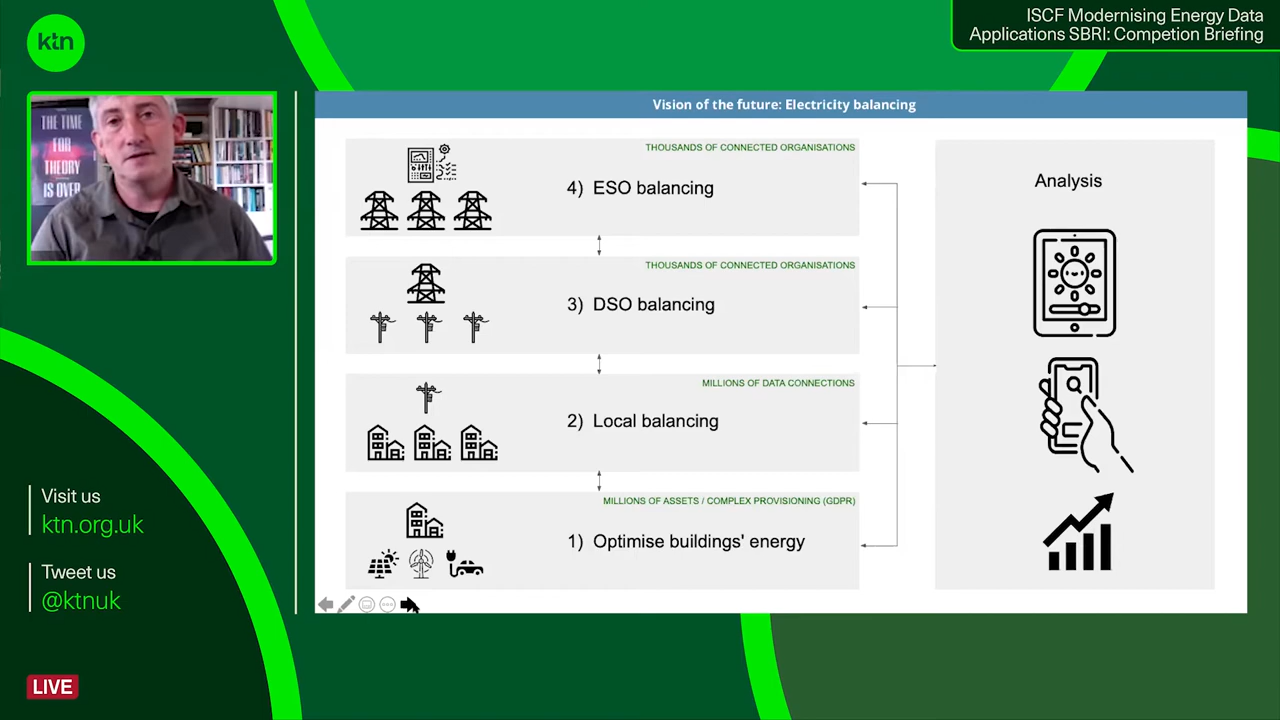 ktn
ISCF Modernising Energy Data
Applications SBRI: Competion Briefing
THE TIME
FOR
THEORY
IS OVER
Vision of the future: Electricity balancing
THOUSANDS OF CONNECTED ORGANISATIONS
4) ESO balancing
THOUSANDS OF CONNECTED ORGANISATIONS
3) DSO balancing
MILLIONS OF DATA CONNECTIONS
2) Local balancing
MILLIONS OF ASSETS / COMPLEX PROVISIONING (GDPR)
1) Optimise buildings' energy
Analysis
Visit us
ktn.org.uk
Tweet us
@ktnuk
LIVE